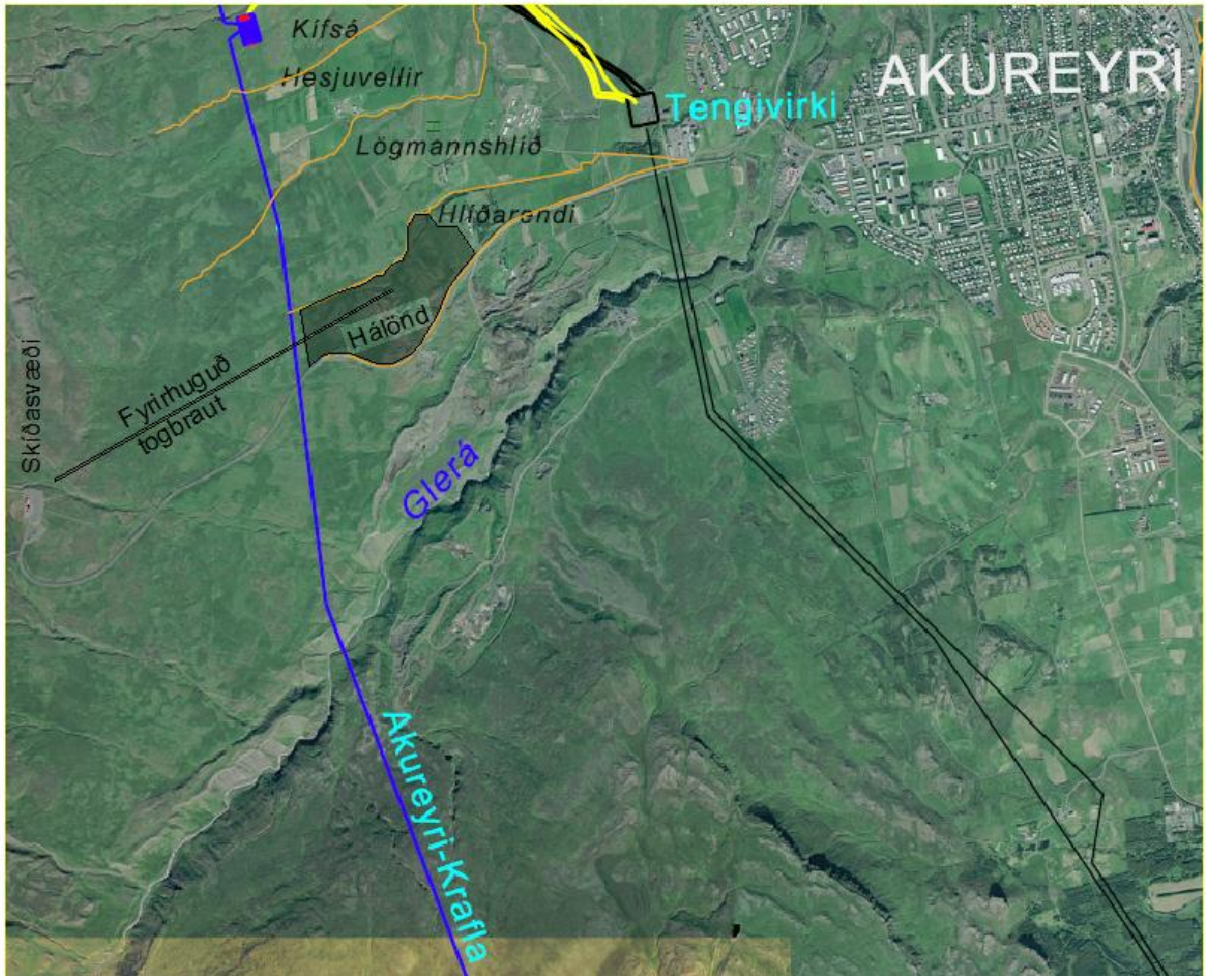 Kífsá
AKUREYRI
Hesjuvellir
Tengivirki
Lögmannshlíð
Hlíðarendi
Hálönd
Fyrirhuguð
togbraut
Skíðasvæði
Glerá
Akureyri-Krafla